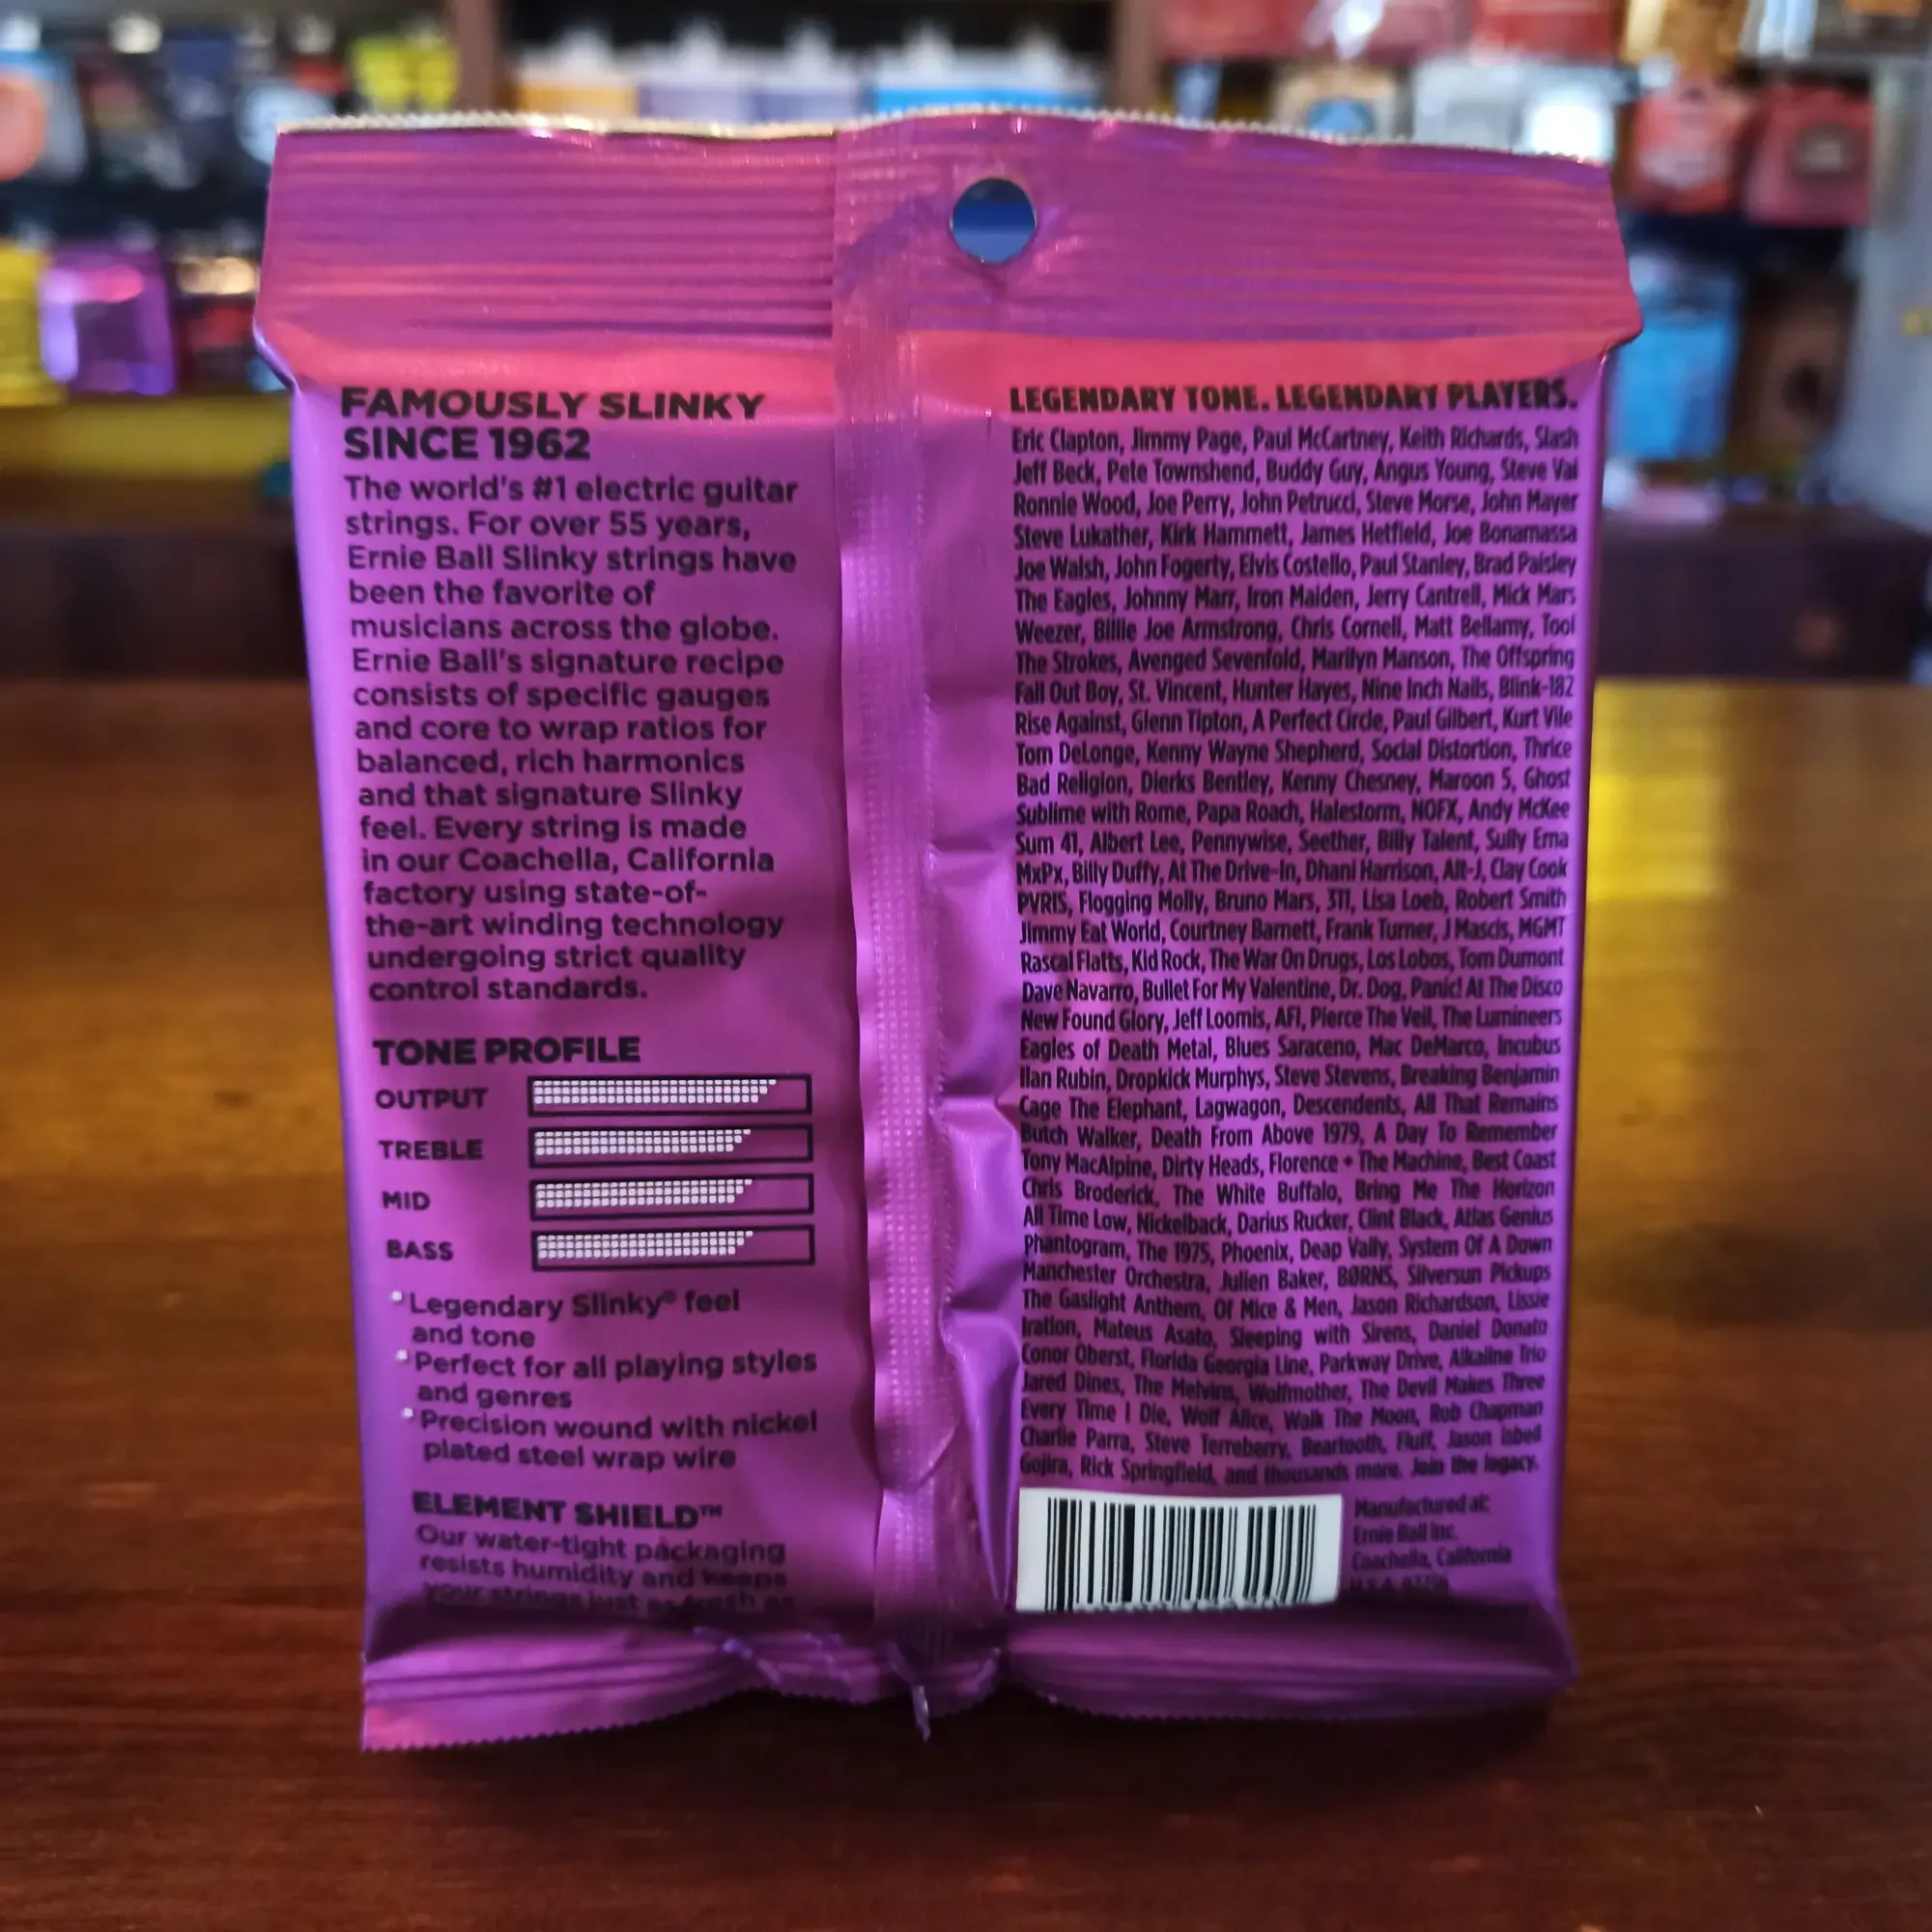 FAMOUSLY SLINKY
SINCE 1962
The world's #1 electric guitar
strings. For over 55 years,
Ernie Ball Slinky strings have
been the favorite of
musicians across the globe.
Ernie Ball's signature recipe
consists of specific gauges
and core to wrap ratios for
balanced, rich harmonics
and that signature Slinky
feel. Every string is made
in our Coachella, California
factory using state-of-
the-art winding technology
undergoing strict quality
control standards.
TONE PROFILE
OUTPUT
TREBLE
MID
BASS
Legendary Slinky® feel
and tone
Perfect for all playing styles
and genres
Precision wound with nickel
plated steel wrap wire
ELEMENT SHIELD™
Our water-tight packaging
resists humidity and keeps
your strings just as fresh as
LEGENDARY TONE. LEGENDARY PLAYERS.
Eric Clapton, Jimmy Page, Paul McCartney, Keith Richards, Slash
Jeff Beck, Pete Townshend, Buddy Guy, Angus Young, Steve Vai
Ronnie Wood, Joe Perry, John Petrucci, Steve Morse, John Mayer
Steve Lukather, Kirk Hammett, James Hetfield, Joe Bonamassa
Joe Walsh, John Fogerty, Elvis Costello, Paul Stanley, Brad Paisley
The Eagles, Johnny Marr, Iron Maiden, Jerry Cantrell, Mick Mars
Weezer, Billie Joe Armstrong, Chris Cornell, Matt Bellamy, Tool
The Strokes, Avenged Sevenfold, Marilyn Manson, The Offspring
Fall Out Boy, St. Vincent, Hunter Hayes, Nine Inch Nails, Blink-182
Rise Against, Glenn Tipton, A Perfect Circle, Paul Gilbert, Kurt Vile
Tom DeLonge, Kenny Wayne Shepherd, Social Distortion, Thrice
Bad Religion, Dierks Bentley, Kenny Chesney, Maroon 5, Ghost
Sublime with Rome, Papa Roach, Halestorm, NOFX, Andy McKee
Sum 41, Albert Lee, Pennywise, Seether, Billy Talent, Sully Erna
MxPx, Billy Duffy, At The Drive-In, Dhani Harrison, Alt-J, Clay Cook
PVRIS, Flogging Molly, Bruno Mars, 311, Lisa Loeb, Robert Smith
Jimmy Eat World, Courtney Barnett, Frank Turner, J Mascis, MGMT
Rascal Flatts, Kid Rock, The War On Drugs, Los Lobos, Tom Dumont
Dave Navarro, Bullet For My Valentine, Dr. Dog, Panic! At The Disco
New Found Glory, Jeff Loomis, AFI, Pierce The Veil, The Lumineers
Eagles of Death Metal, Blues Saraceno, Mac DeMarco, Incubus
Ilan Rubin, Dropkick Murphys, Steve Stevens, Breaking Benjamin
Cage The Elephant, Lagwagon, Descendents, All That Remains
Butch Walker, Death From Above 1979, A Day To Remember
Tony MacAlpine, Dirty Heads, Florence + The Machine, Best Coast
Chris Broderick, The White Buffalo, Bring Me The Horizon
All Time Low, Nickelback, Darius Rucker, Clint Black, Atlas Genius
Phantogram, The 1975, Phoenix, Deap Vally, System Of A Down
Manchester Orchestra, Julien Baker, BØRNS, Silversun Pickups
The Gaslight Anthem, Of Mice & Men, Jason Richardson, Lissie
Iration, Mateus Asato, Sleeping with Sirens, Daniel Donato
Conor Oberst, Florida Georgia Line, Parkway Drive, Alkaline Trio
Jared Dines, The Melvins, Wolfmother, The Devil Makes Three
Every Time I Die, Wolf Alice, Walk The Moon, Rob Chapman
Charlie Parra, Steve Terreberry, Beartooth, Fluff, Jason Isbell
Gojira, Rick Springfield, and thousands more. Join the legacy.
Manufactured at:
Ernie Ball Inc.
Coachella, California
U.S.A.